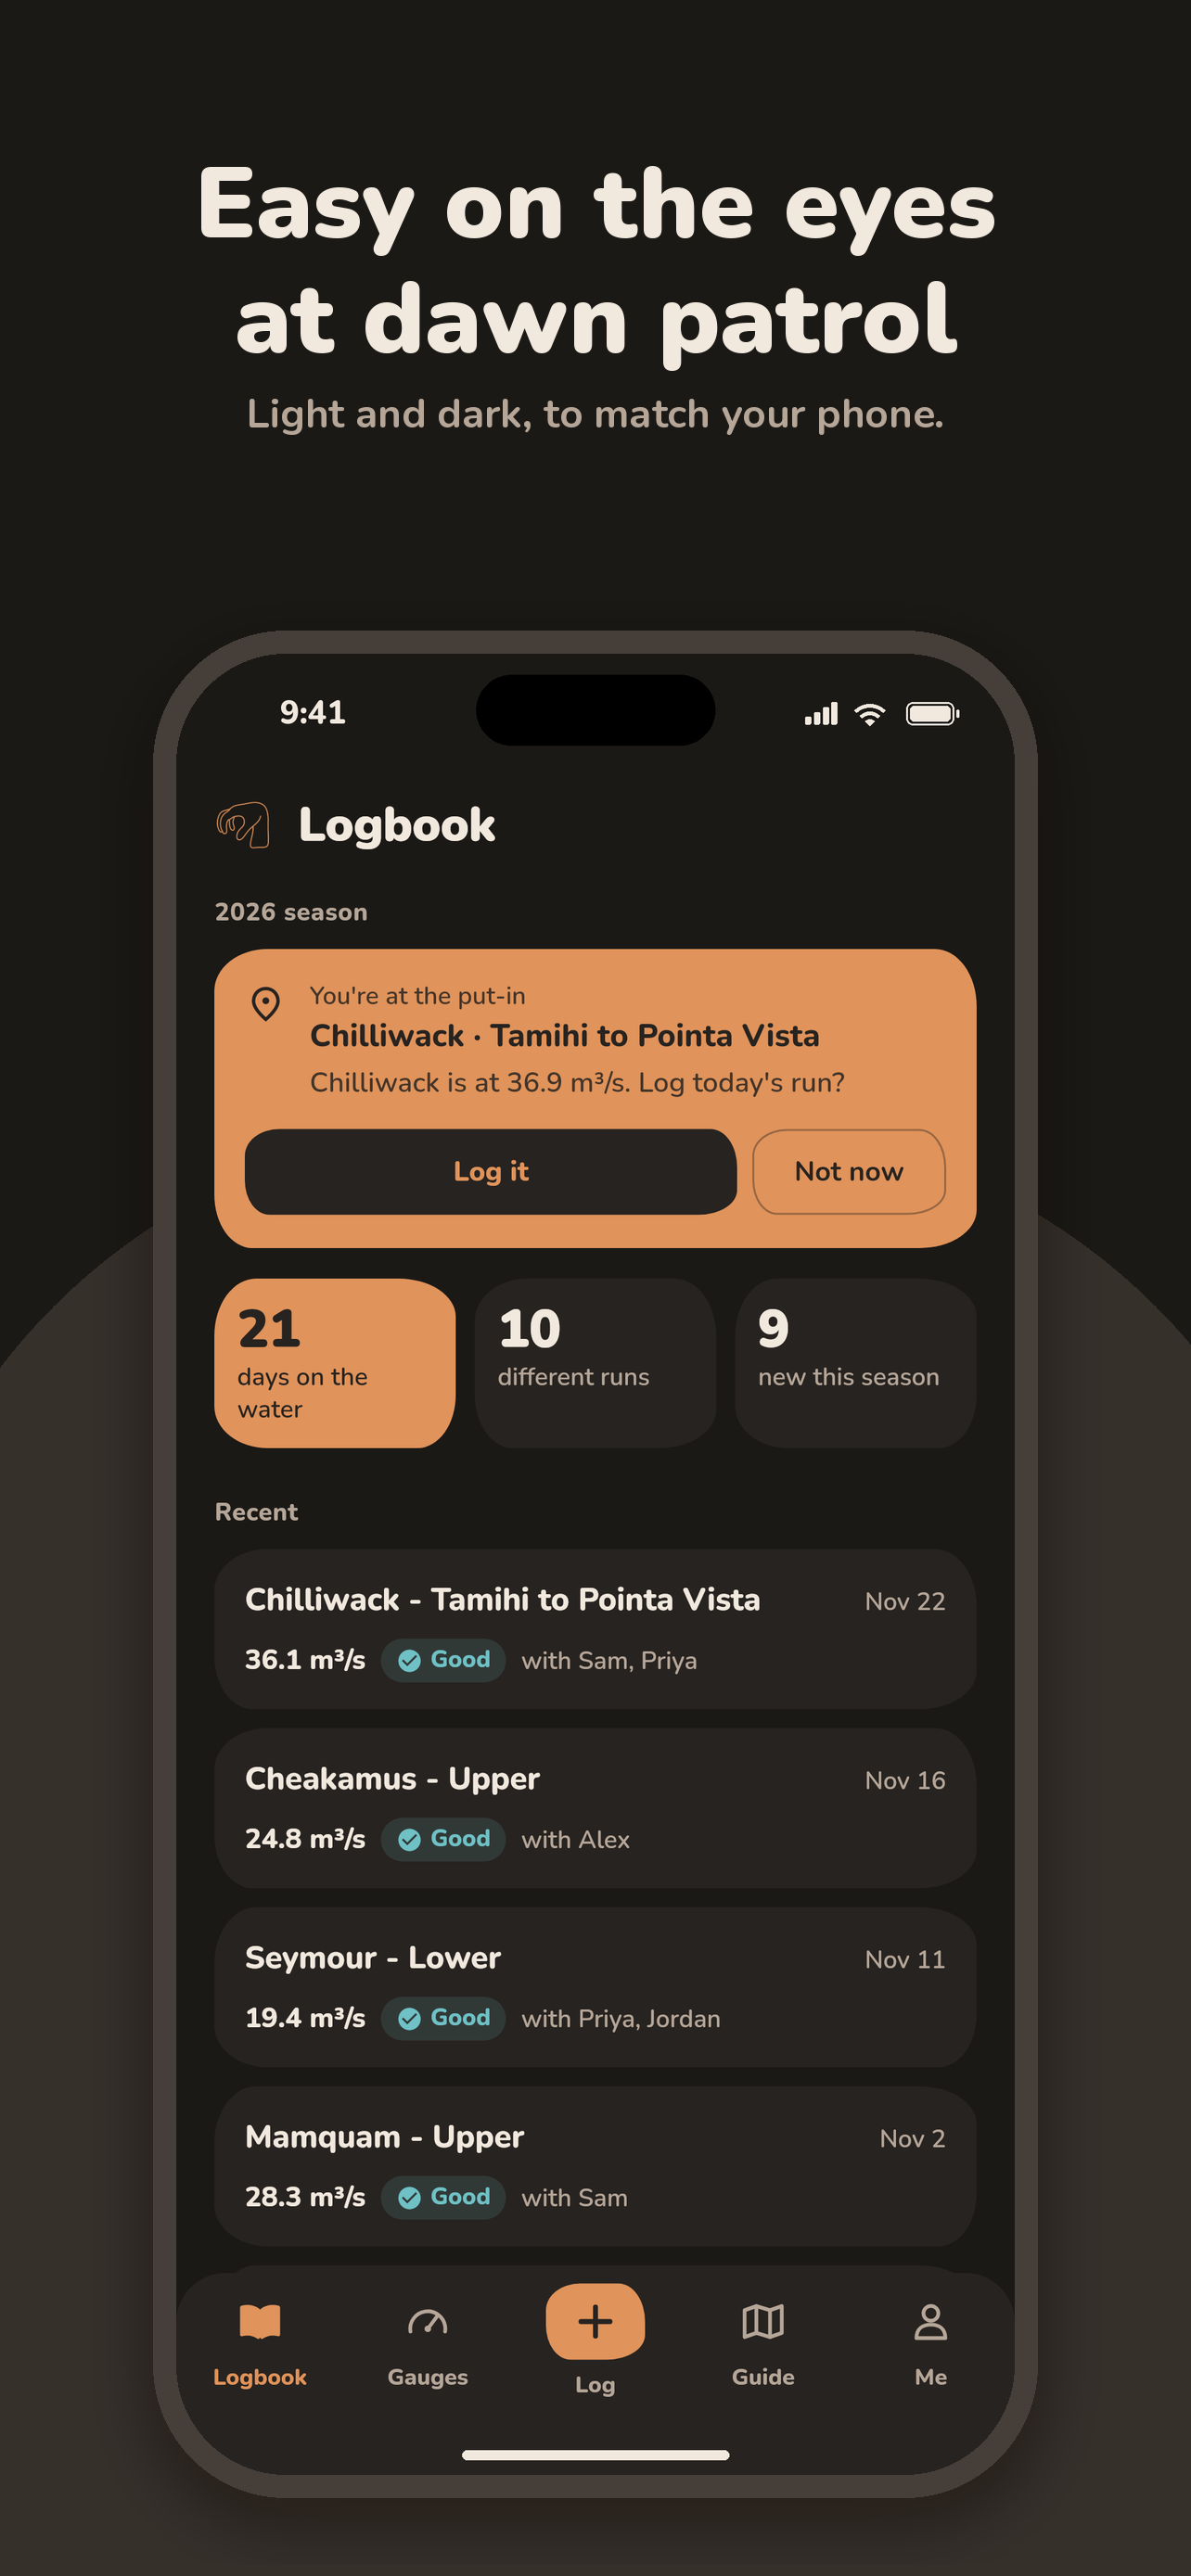 Easy on the eyes
at dawn patrol
Light and dark, to match your phone.
9:41
Logbook
2026 season
You're at the put-in
Chilliwack · Tamihi to Pointa Vista
Chilliwack is at 36.9 m³/s. Log today's run?
Log it
Not now
21
days on the
water
10
different runs
9
new this season
Recent
Chilliwack - Tamihi to Pointa Vista
Nov 22
36.1 m³/s
Good
with Sam, Priya
Cheakamus - Upper
Nov 16
24.8 m³/s
Good
with Alex
Seymour - Lower
Nov 11
19.4 m³/s
Good
with Priya, Jordan
Mamquam - Upper
Nov 2
28.3 m³/s
Good
with Sam
Logbook
Gauges
Log
Guide
Me